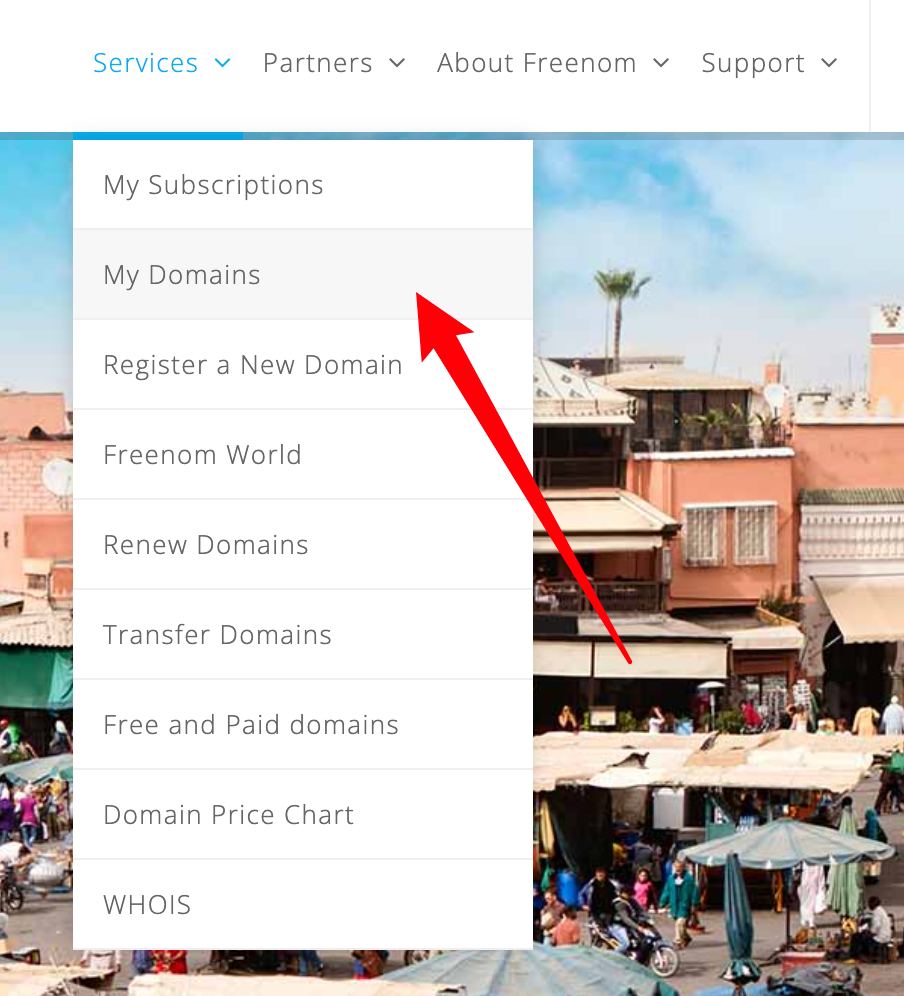 Services Partners About Freenom Support
My Subscriptions
My Domains
Register a New Domain
Freenom World
Renew Domains
Transfer Domains
Free and Paid domains
Domain Price Chart
WHOIS